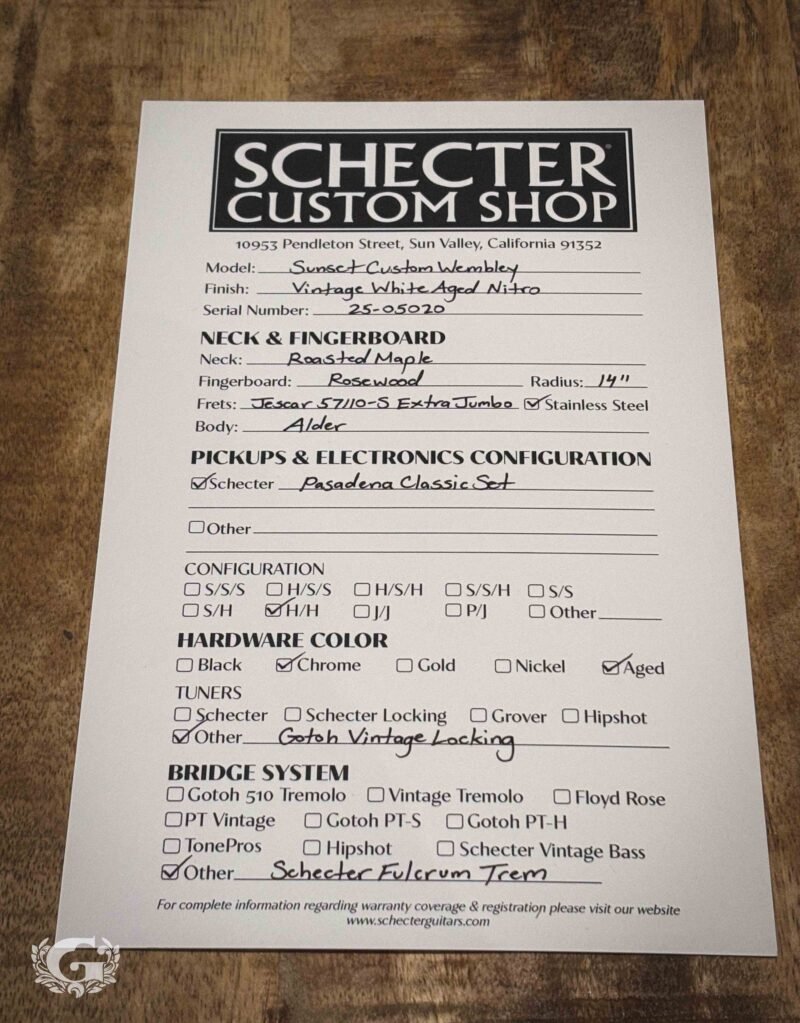 SCHECTER®
CUSTOM SHOP
10953 Pendleton Street, Sun Valley, California 91352
Model: Sunset Custom Wembley
Finish: Vintage White Aged Nitro
Serial Number: 25-05020
NECK & FINGERBOARD
Neck: Roasted Maple
Fingerboard: Rosewood Radius: 14"
Frets: Jescar 57110-S Extra Jumbo ☑ Stainless Steel
Body: Alder
PICKUPS & ELECTRONICS CONFIGURATION
☑ Schecter Pasadena Classic Set
☐ Other
CONFIGURATION
☐ S/S/S ☐ H/S/S ☐ H/S/H ☐ S/S/H ☐ S/S
☐ S/H ☑ H/H ☐ J/J ☐ P/J ☐ Other
HARDWARE COLOR
☐ Black ☑ Chrome ☐ Gold ☐ Nickel ☑ Aged
TUNERS
☐ Schecter ☐ Schecter Locking ☐ Grover ☐ Hipshot
☑ Other Gotoh Vintage Locking
BRIDGE SYSTEM
☐ Gotoh 510 Tremolo ☐ Vintage Tremolo ☐ Floyd Rose
☐ PT Vintage ☐ Gotoh PT-S ☐ Gotoh PT-H
☐ TonePros ☐ Hipshot ☐ Schecter Vintage Bass
☑ Other Schecter Fulcrum Trem
For complete information regarding warranty coverage & registration please visit our website
www.schecterguitars.com
G